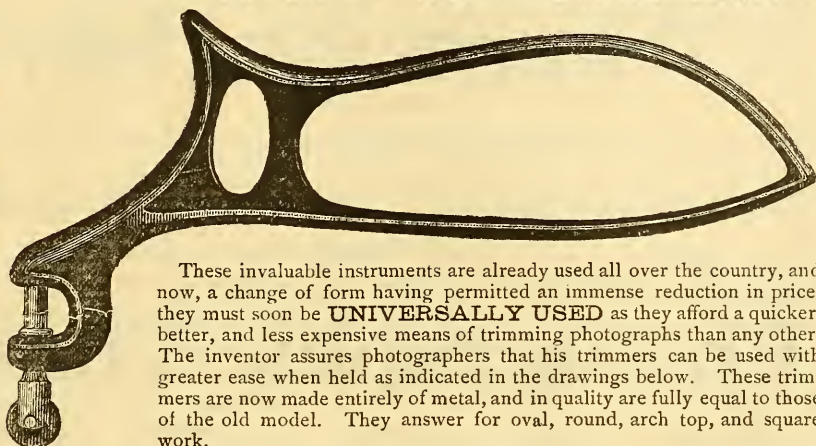 These invaluable instruments are already used all over the country, and
now, a change of form having permitted an immense reduction in price
they must soon be UNIVERSALLY USED as they afford a quicker
better, and less expensive means of trimming photographs than any other
The inventor assures photographers that his trimmers can be used with
greater ease when held as indicated in the drawings below. These trim
mers are now made entirely of metal, and in quality are fully equal to those
of the old model. They answer for oval, round, arch top, and square
work.